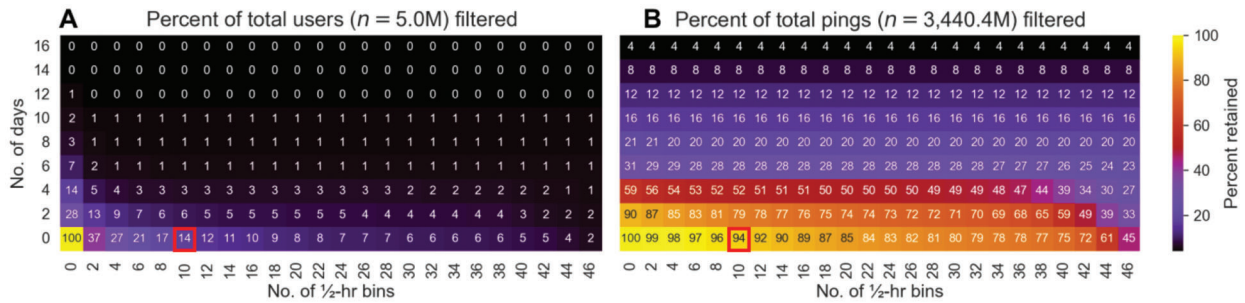 A Percent of total users (n = 5.0M) filtered
16 0 0 0 0 0 0 0 0 0 0 0 0 0 0 0 0 0 0 0 0 0 0 0 0
14 0 0 0 0 0 0 0 0 0 0 0 0 0 0 0 0 0 0 0 0 0 0 0 0
12 1 0 0 0 0 0 0 0 0 0 0 0 0 0 0 0 0 0 0 0 0 0 0 0
10 2 1 1 1 1 1 1 1 1 1 1 1 1 1 1 1 1 1 1 1 1 1 1 1
8 3 1 1 1 1 1 1 1 1 1 1 1 1 1 1 1 1 1 1 1 1 1 1 1
6 7 2 1 1 1 1 1 1 1 1 1 1 1 1 1 1 1 1 1 1 1 1 1 1
4 14 5 4 3 3 3 3 3 3 3 3 3 3 3 3 2 2 2 2 2 2 2 1 1
2 28 13 9 7 6 6 5 5 5 5 5 5 5 4 4 4 4 4 4 4 3 2 2 2
0 100 37 27 21 17 14 12 11 10 9 8 8 7 7 7 6 6 6 6 6 5 5 4 2
No. of days
0 2 4 6 8 10 12 14 16 18 20 22 24 26 28 30 32 34 36 38 40 42 44 46
No. of ½-hr bins
B Percent of total pings (n = 3,440.4M) filtered
4 4 4 4 4 4 4 4 4 4 4 4 4 4 4 4 4 4 4 4 4 4 4 4
8 8 8 8 8 8 8 8 8 8 8 8 8 8 8 8 8 8 8 8 8 8 8 8
12 12 12 12 12 12 12 12 12 12 12 12 12 12 12 12 12 12 12 12 12 12 12 12
16 16 16 16 16 16 16 16 16 16 16 16 16 16 16 16 16 16 16 16 16 16 16 16
21 21 20 20 20 20 20 20 20 20 20 20 20 20 20 20 20 20 20 20 20 20 20 20
31 29 29 28 28 28 28 28 28 28 28 28 28 28 28 28 28 27 27 27 26 25 24 23
59 56 54 53 52 52 51 51 51 50 50 50 50 50 49 49 49 48 47 44 39 34 30 27
90 87 85 83 81 79 78 77 76 75 74 74 73 72 72 71 70 69 68 65 59 49 39 33
100 99 98 97 96 94 92 90 89 87 85 84 83 82 81 80 79 78 78 77 75 72 61 45
0 2 4 6 8 10 12 14 16 18 20 22 24 26 28 30 32 34 36 38 40 42 44 46
No. of ½-hr bins
100
80
60
40
20
Percent retained